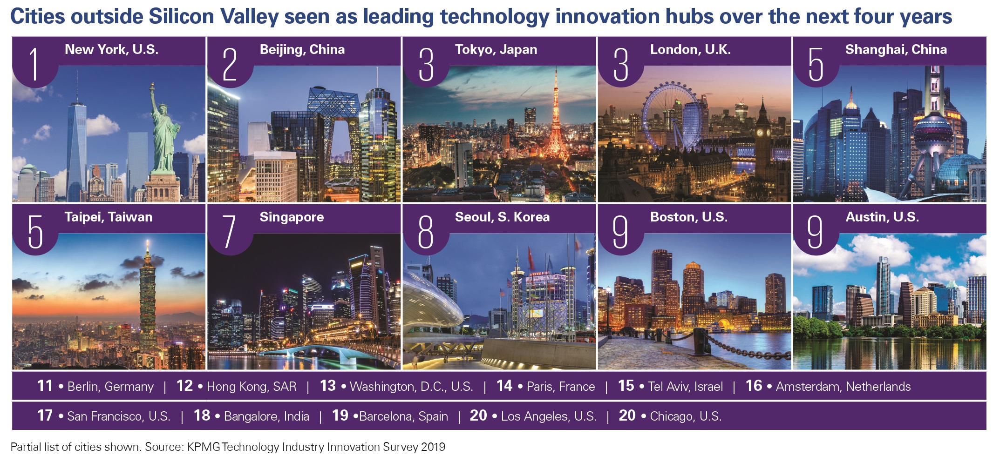 Cities outside Silicon Valley seen as leading technology innovation hubs over the next four years
1 New York, U.S.
2 Beijing, China
3 Tokyo, Japan
3 London, U.K.
5 Shanghai, China
5 Taipei, Taiwan
7 Singapore
8 Seoul, S. Korea
9 Boston, U.S.
9 Austin, U.S.
11 • Berlin, Germany | 12 • Hong Kong, SAR | 13 • Washington, D.C., U.S. | 14 • Paris, France | 15 • Tel Aviv, Israel | 16 • Amsterdam, Netherlands
17 • San Francisco, U.S. | 18 • Bangalore, India | 19 •Barcelona, Spain | 20 • Los Angeles, U.S. | 20 • Chicago, U.S.
Partial list of cities shown. Source: KPMG Technology Industry Innovation Survey 2019